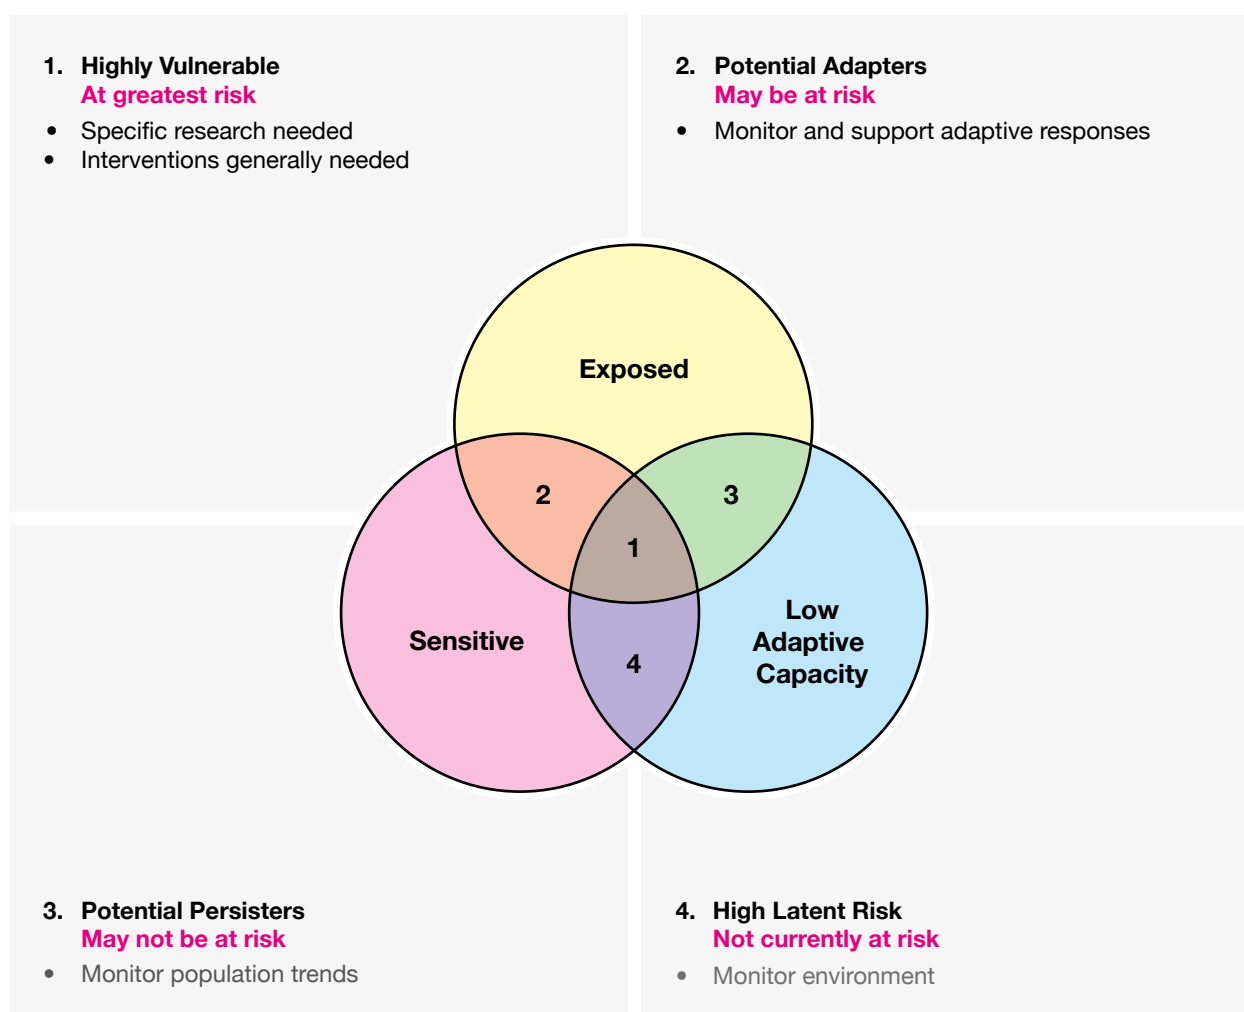 1. Highly Vulnerable
At greatest risk
• Specific research needed
• Interventions generally needed
2. Potential Adapters
May be at risk
• Monitor and support adaptive responses
Exposed
2
3
1
Sensitive
Low
Adaptive
Capacity
4
3. Potential Persisters
May not be at risk
• Monitor population trends
4. High Latent Risk
Not currently at risk
• Monitor environment